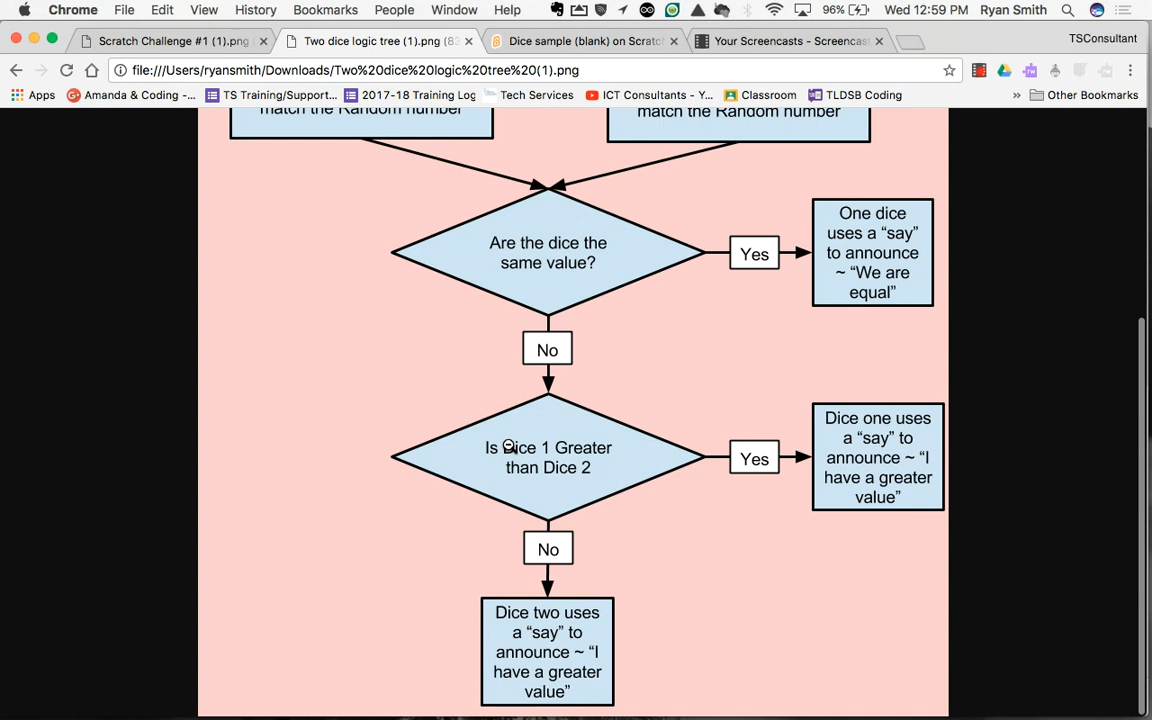 Chrome File Edit View History Bookmarks People Window Help 96% Wed 12:59 PM Ryan Smith
Scratch Challenge #1 (1).png Two dice logic tree (1).png (83 Dice sample (blank) on Scratch Your Screencasts - Screencast TSConsultant
file:///Users/ryansmith/Downloads/Two%20dice%20logic%20tree%20(1).png
Apps Amanda & Coding -... TS Training/Support... 2017-18 Training Log Tech Services ICT Consultants - Y... Classroom TLDSB Coding » Other Bookmarks
match the Random number
match the Random number
Are the dice the
same value?
Yes
One dice
uses a “say”
to announce
~ “We are
equal”
No
Is Dice 1 Greater
than Dice 2
Yes
Dice one uses
a “say” to
announce ~ “I
have a greater
value”
No
Dice two uses
a “say” to
announce ~ “I
have a greater
value”